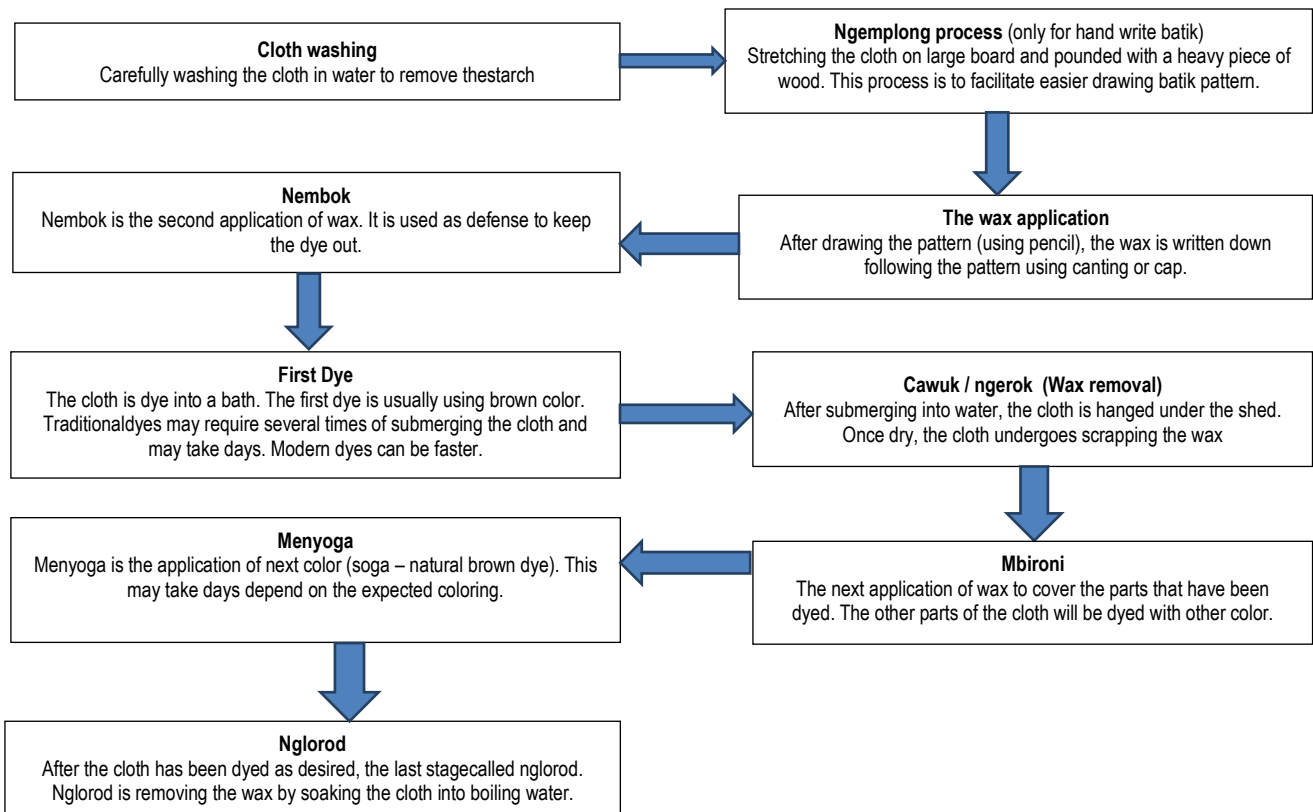 Cloth washing
Carefully washing the cloth in water to remove thestarch
Ngemplong process (only for hand write batik)
Stretching the cloth on large board and pounded with a heavy piece of
wood. This process is to facilitate easier drawing batik pattern.
The wax application
After drawing the pattern (using pencil), the wax is written down
following the pattern using canting or cap.
Nembok
Nembok is the second application of wax. It is used as defense to keep
the dye out.
First Dye
The cloth is dye into a bath. The first dye is usually using brown color.
Traditionaldyes may require several times of submerging the cloth and
may take days. Modern dyes can be faster.
Cawuk / ngerok (Wax removal)
After submerging into water, the cloth is hanged under the shed.
Once dry, the cloth undergoes scrapping the wax
Mbironi
The next application of wax to cover the parts that have been
dyed. The other parts of the cloth will be dyed with other color.
Menyoga
Menyoga is the application of next color (soga – natural brown dye). This
may take days depend on the expected coloring.
Nglorod
After the cloth has been dyed as desired, the last stagecalled nglorod.
Nglorod is removing the wax by soaking the cloth into boiling water.